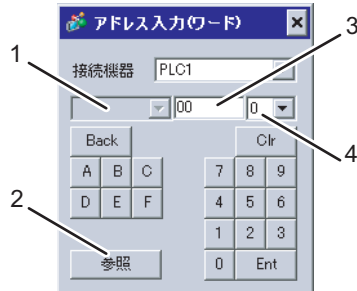 アドレス入力(ワード)
1
3
接続機器 PLC1
00 0
Back Clr
4
A B C 7 8 9
D E F 4 5 6
2
1 2 3
参照 0 Ent